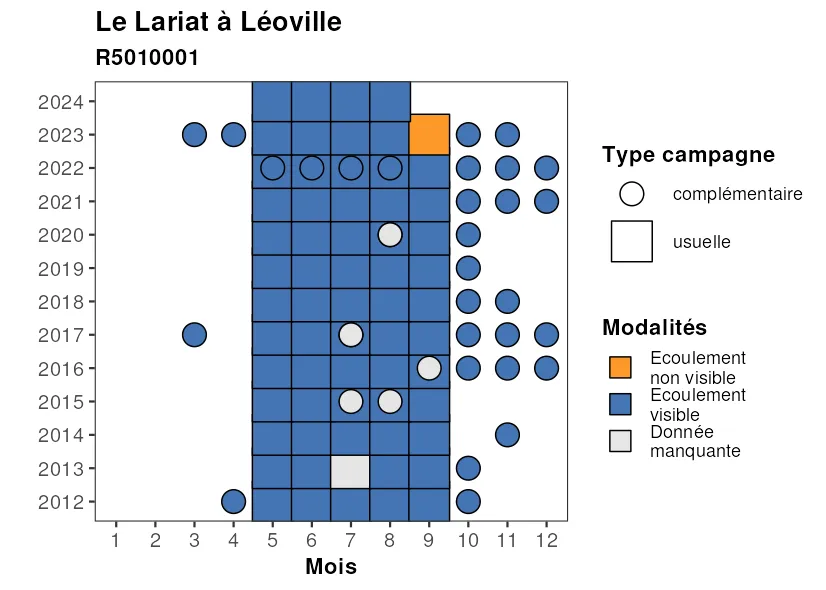 Le Lariat à Léoville
R5010001
2024
2023
2022
2021
2020
2019
2018
2017
2016
2015
2014
2013
2012
1 2 3 4 5 6 7 8 9 10 11 12
Mois
Type campagne
complémentaire
usuelle
Modalités
Ecoulement
non visible
Ecoulement
visible
Donnée
manquante